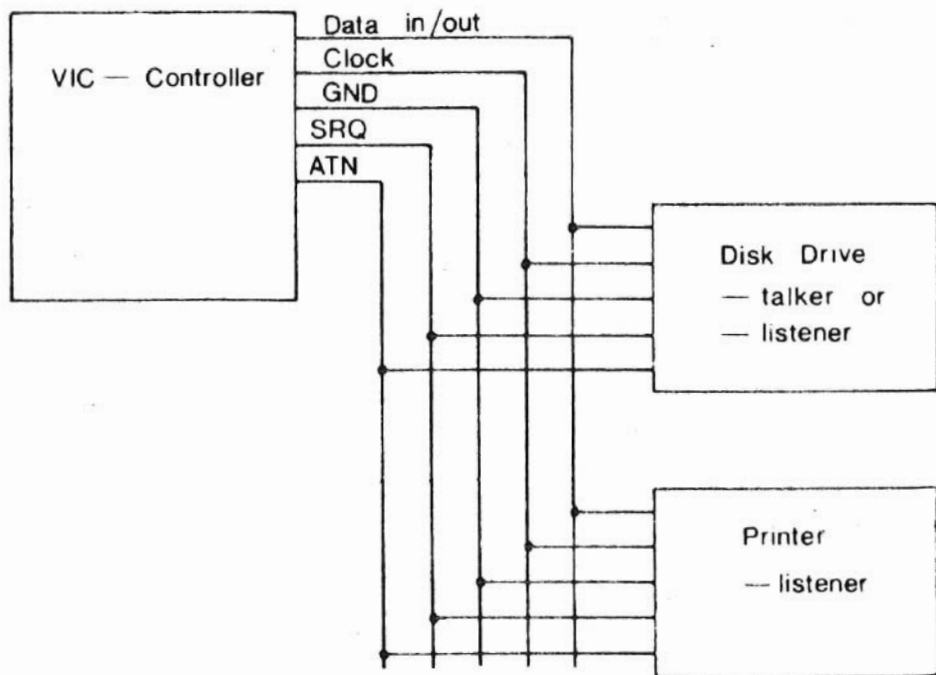 Data in/out
Clock
VIC — Controller
GND
SRQ
ATN
Disk Drive
— talker or
— listener
Printer
— listener